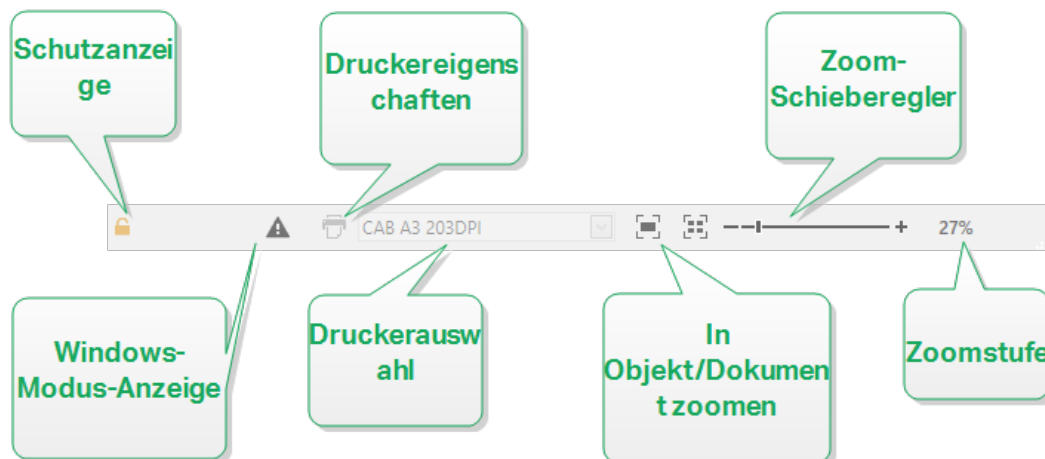 Schutzanzei
ge
Druckereigens
chaften
Zoom-
Schieberegler
CAB A3 203DPI
27%
Windows-
Modus-Anzeige
Druckerausw
ahl
In
Objekt/Dokumen
t zoomen
Zoomstufe